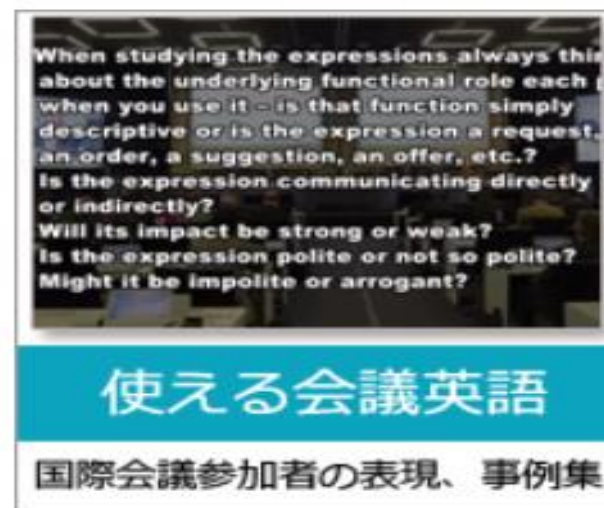 When studying the expressions always
about the underlying functional role each
when you use it – is that function simply
descriptive or is the expression a request,
an order, a suggestion, an offer, etc.?
Is the expression communicating directly
or indirectly?
Will its impact be strong or weak?
Is the expression polite or not so polite?
Might it be impolite or arrogant?
使える会議英語
国際会議参加者の表現、事例集